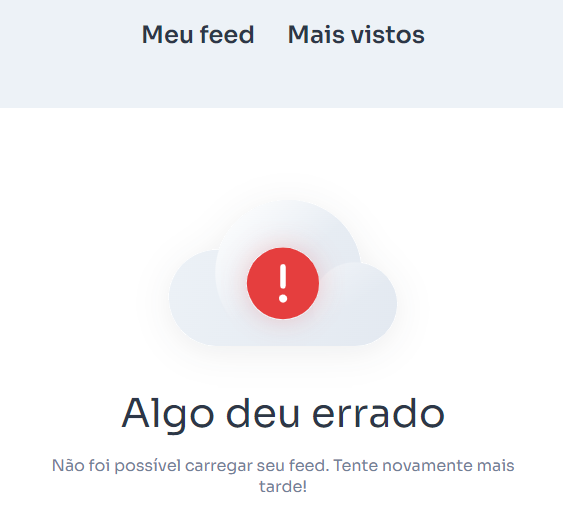 Meu feed Mais vistos
Algo deu errado
Não foi possível carregar seu feed. Tente novamente mais
tarde!